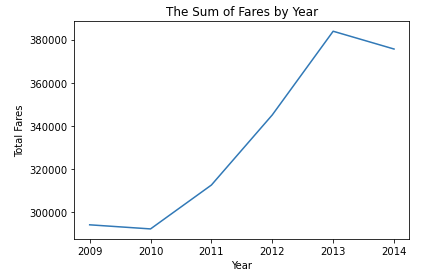 The Sum of Fares by Year
380000
360000
340000
320000
300000
Total Fares
2009 2010 2011 2012 2013 2014
Year